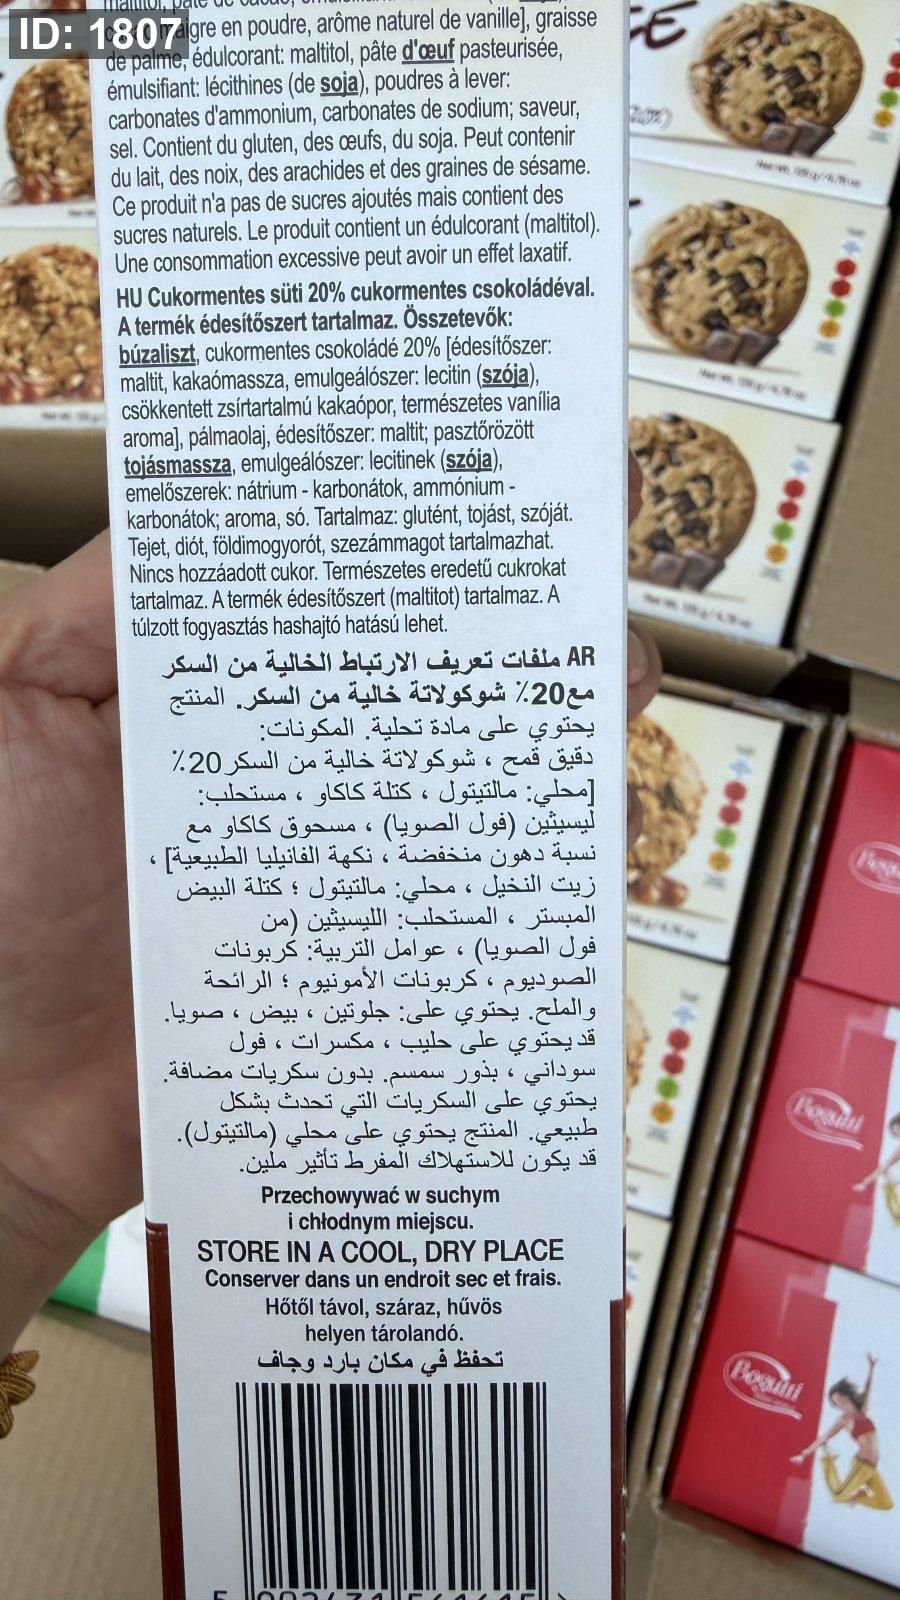 ID: 1807
maigre en poudre, arôme naturel de vanille], graisse
de palme, édulcorant: maltitol, pâte d'œuf pasteurisée,
émulsifiant: lécithines (de soja), poudres à lever:
carbonates d'ammonium, carbonates de sodium; saveur,
sel. Contient du gluten, des œufs, du soja. Peut contenir
du lait, des noix, des arachides et des graines de sésame.
Ce produit n'a pas de sucres ajoutés mais contient des
sucres naturels. Le produit contient un édulcorant (maltitol).
Une consommation excessive peut avoir un effet laxatif.
HU Cukormentes süti 20% cukormentes csokoládéval.
A termék édesítőszert tartalmaz. Összetevők:
búzaliszt, cukormentes csokoládé 20% [édesítőszer:
maltit, kakaómassza, emulgeálószer: lecitin (szója),
csökkentett zsírtartalmú kakaópor, természetes vanília
aroma], pálmaolaj, édesítőszer: maltit; pasztőrözött
tojásmassza, emulgeálószer: lecitinek (szója),
emelőszerek: nátrium - karbonátok, ammónium -
karbonátok; aroma, só. Tartalmaz: glutént, tojást, szóját.
Tejet, diót, földimogyorót, szezámmagot tartalmazhat.
Nincs hozzáadott cukor. Természetes eredetű cukrokat
tartalmaz. A termék édesítőszert (maltitot) tartalmaz. A
túlzott fogyasztás hashajtó hatású lehet.
AR ملفات تعريف الارتباط الخالية من السكر
مع20٪ شوكولاتة خالية من السكر. المنتج
يحتوي على مادة تحلية. المكونات:
دقيق قمح ، شوكولاتة خالية من السكر 20٪
[محلي: مالتيتول ، كتلة كاكاو ، مستحلب:
ليسيثين (فول الصويا) ، مسحوق كاكاو مع
نسبة دهون منخفضة ، نكهة الفانيليا الطبيعية] ،
زيت النخيل ، محلي: مالتيتول ؛ كتلة البيض
المبستر ، المستحلب: الليسيثين (من
فول الصويا) ، عوامل التربية: كربونات
الصوديوم ، كربونات الأمونيوم ؛ الرائحة
والملح. يحتوي على: جلوتين ، بيض ، صويا.
قد يحتوي على حليب ، مكسرات ، فول
سوداني ، بذور سمسم. بدون سكريات مضافة.
يحتوي على السكريات التي تحدث بشكل
طبيعي. المنتج يحتوي على محلي (مالتيتول).
قد يكون للاستهلاك المفرط تأثير ملين.
Przechowywać w suchym
i chłodnym miejscu.
STORE IN A COOL, DRY PLACE
Conserver dans un endroit sec et frais.
Hőtől távol, száraz, hűvös
helyen tárolandó.
تحفظ في مكان بارد وجاف
Bogutti
Bogutti